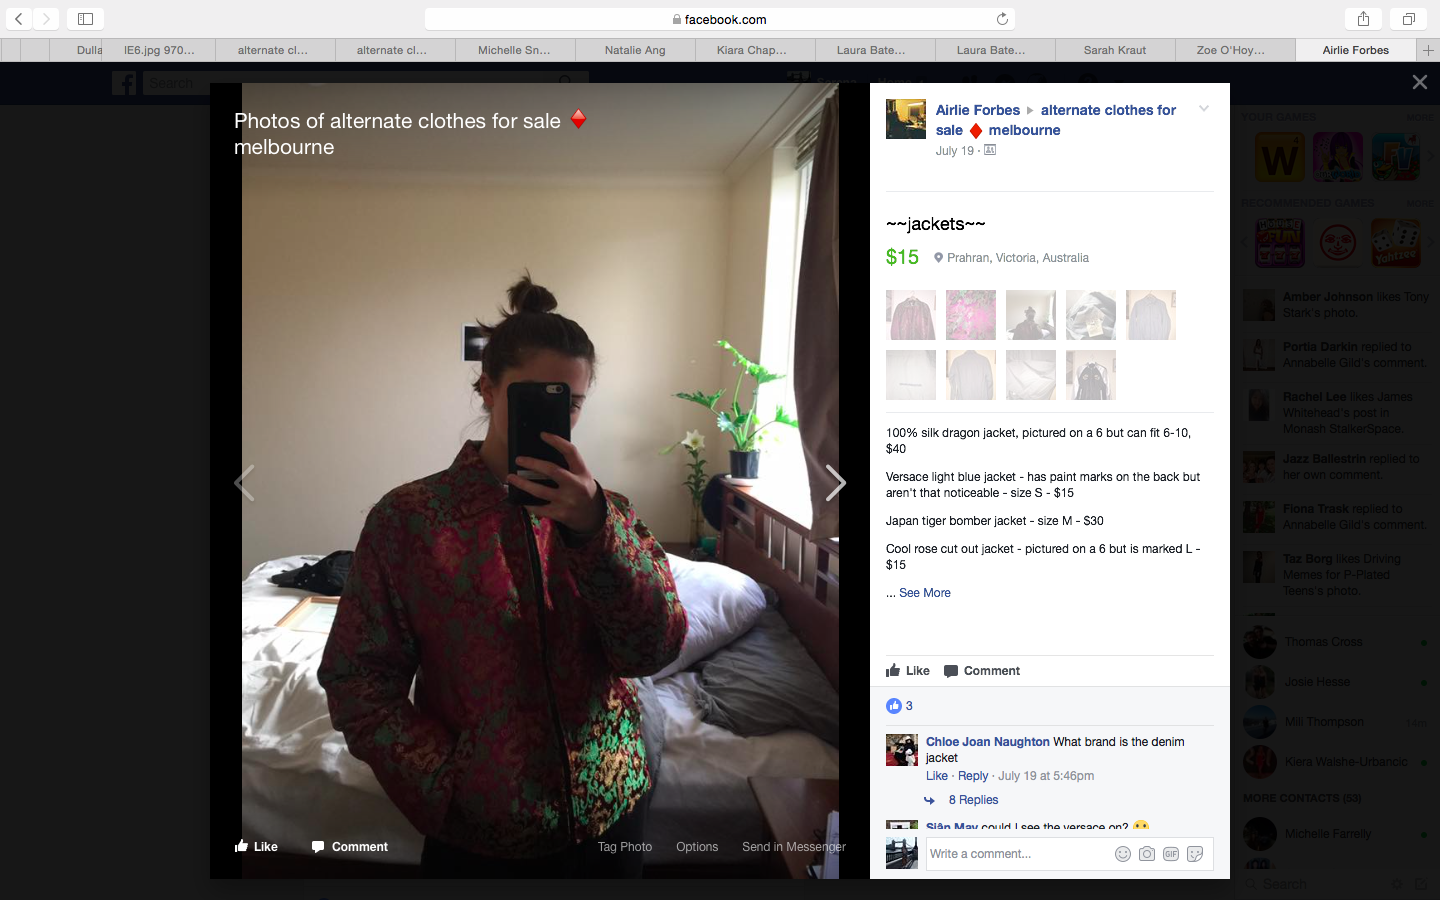 facebook.com
Dulla
IE6.jpg 970...
alternate cl...
alternate cl...
Michelle Sn...
Natalie Ang
Kiara Chap...
Laura Bate...
Laura Bate...
Sarah Kraut
Zoe O'Hoy...
Airlie Forbes
Search
Home
Photos of alternate clothes for sale
melbourne
Like
Comment
Tag Photo
Options
Send in Messenger
Airlie Forbes ▸ alternate clothes for
sale ♦ melbourne
July 19 ·
~~jackets~~
$15
Prahran, Victoria, Australia
100% silk dragon jacket, pictured on a 6 but can fit 6-10,
$40
Versace light blue jacket - has paint marks on the back but
aren't that noticeable - size S - $15
Japan tiger bomber jacket - size M - $30
Cool rose cut out jacket - pictured on a 6 but is marked L -
$15
... See More
Like
Comment
3
Chloe Joan Naughton What brand is the denim
jacket
Like · Reply · July 19 at 5:46pm
8 Replies
Siân May could I see the versace on? 🙂
Write a comment...
GIF
YOUR GAMES
MORE
W
FV
RECOMMENDED GAMES
MORE
FUN
YAHTZEE
Amber Johnson likes Tony
Stark's photo.
Portia Darkin replied to
Annabelle Gild's comment.
Rachel Lee likes James
Whitehead's post in
Monash StalkerSpace.
Jazz Ballestrin replied to
her own comment.
Fiona Trask replied to
Annabelle Gild's comment.
Taz Borg likes Driving
Memes for P-Plated
Teens's photo.
Thomas Cross
Josie Hesse
Mili Thompson
Kiera Walshe-Urbancic
MORE CONTACTS (53)
Michelle Farrelly
Search